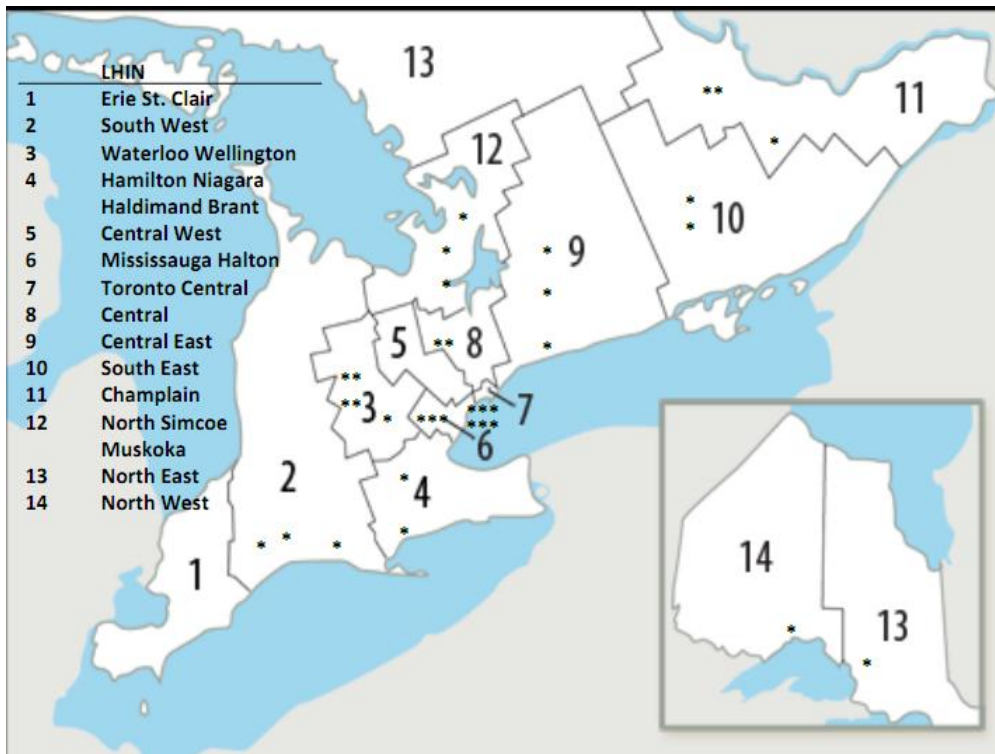 LHIN
1 Erie St. Clair
2 South West
3 Waterloo Wellington
4 Hamilton Niagara
Haldimand Brant
5 Central West
6 Mississauga Halton
7 Toronto Central
8 Central
9 Central East
10 South East
11 Champlain
12 North Simcoe
Muskoka
13 North East
14 North West
13
11
**
12
*
*
10
*
*
9
*
*
*
*
*
*
5
**
8
**
**
3
*
***
6
***
***
7
2
*
4
*
*
*
*
1
14
*
13
*